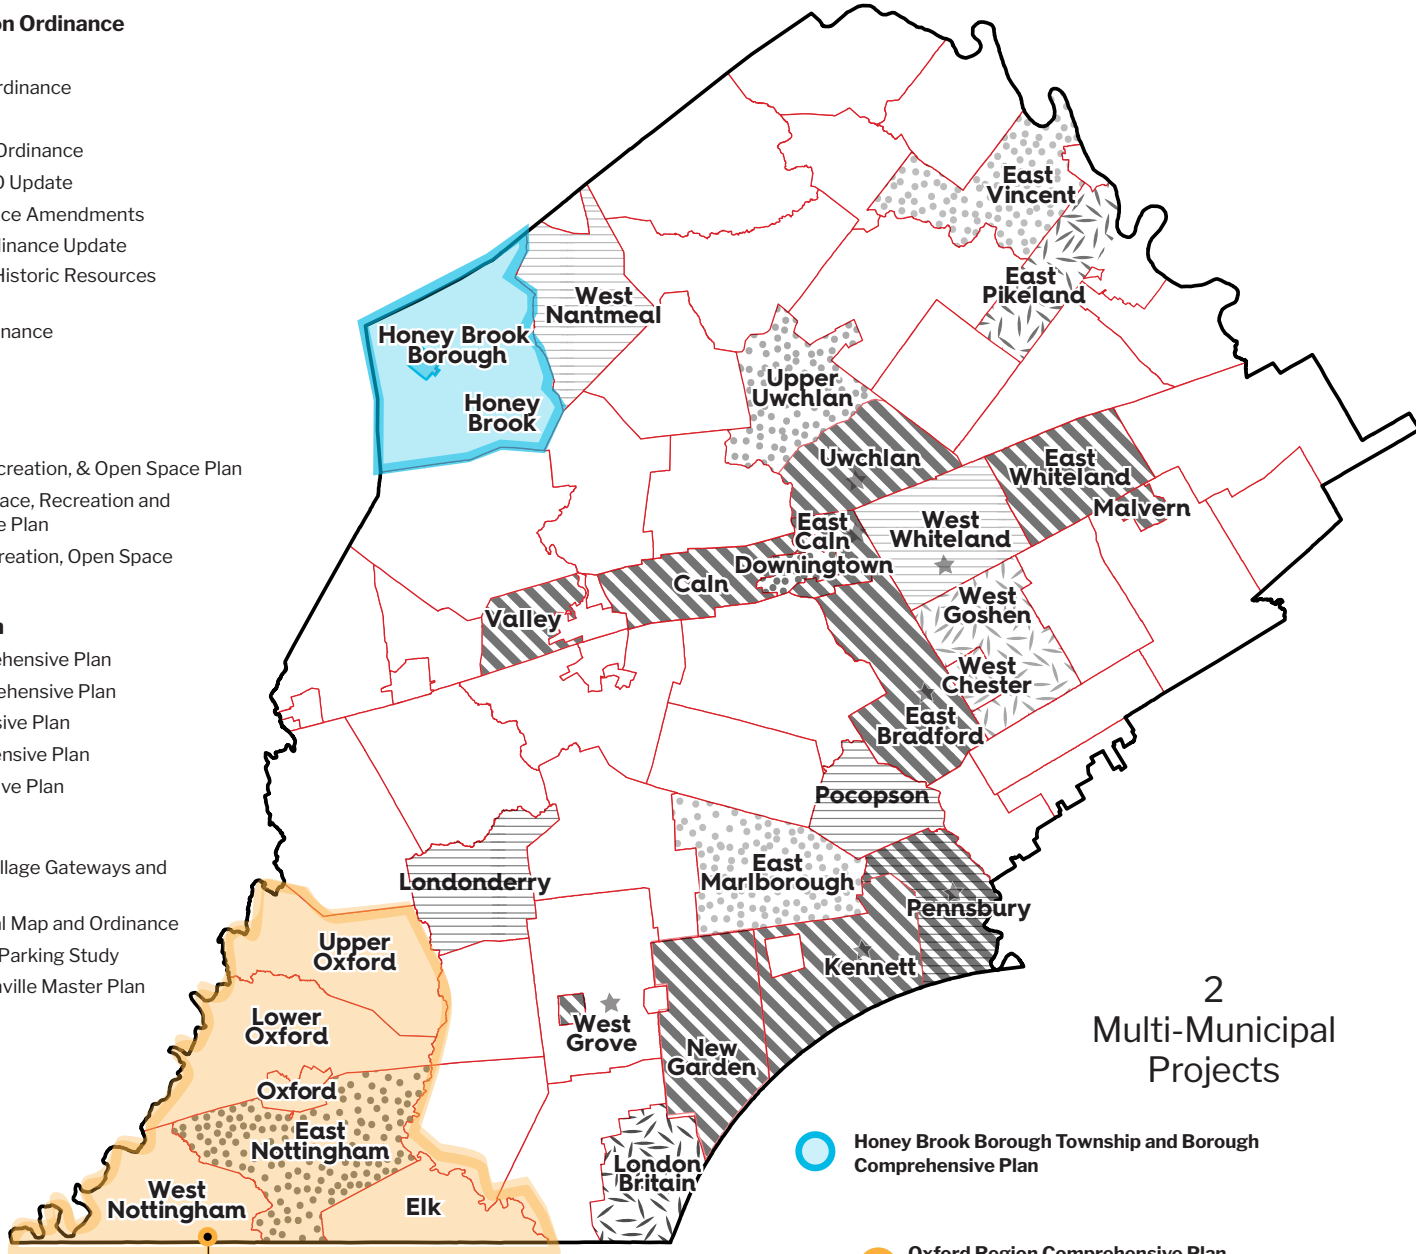 on Ordinance
rdinance
Ordinance
O Update
ce Amendments
dinance Update
Historic Resources
nance
creation, & Open Space Plan
ace, Recreation and
e Plan
reation, Open Space
n
ehensive Plan
ehensive Plan
sive Plan
ensive Plan
ve Plan
llage Gateways and
l Map and Ordinance
Parking Study
nville Master Plan
East
Vincent
East
Pikeland
West
Nantmeal
Honey Brook
Borough
Honey
Brook
Upper
Uwchlan
Uwchlan
East
Whiteland
Malvern
West
Whiteland
East
Caln
Downingtown
Caln
Valley
West
Goshen
West
Chester
East
Bradford
Pocopson
East
Marlborough
Londonderry
Pennsbury
Kennett
Upper
Oxford
Lower
Oxford
West
Grove
New
Garden
Oxford
East
Nottingham
London
Britain
West
Nottingham
Elk
2
Multi-Municipal
Projects
Honey Brook Borough Township and Borough
Comprehensive Plan
Oxford Region Comprehensive Plan